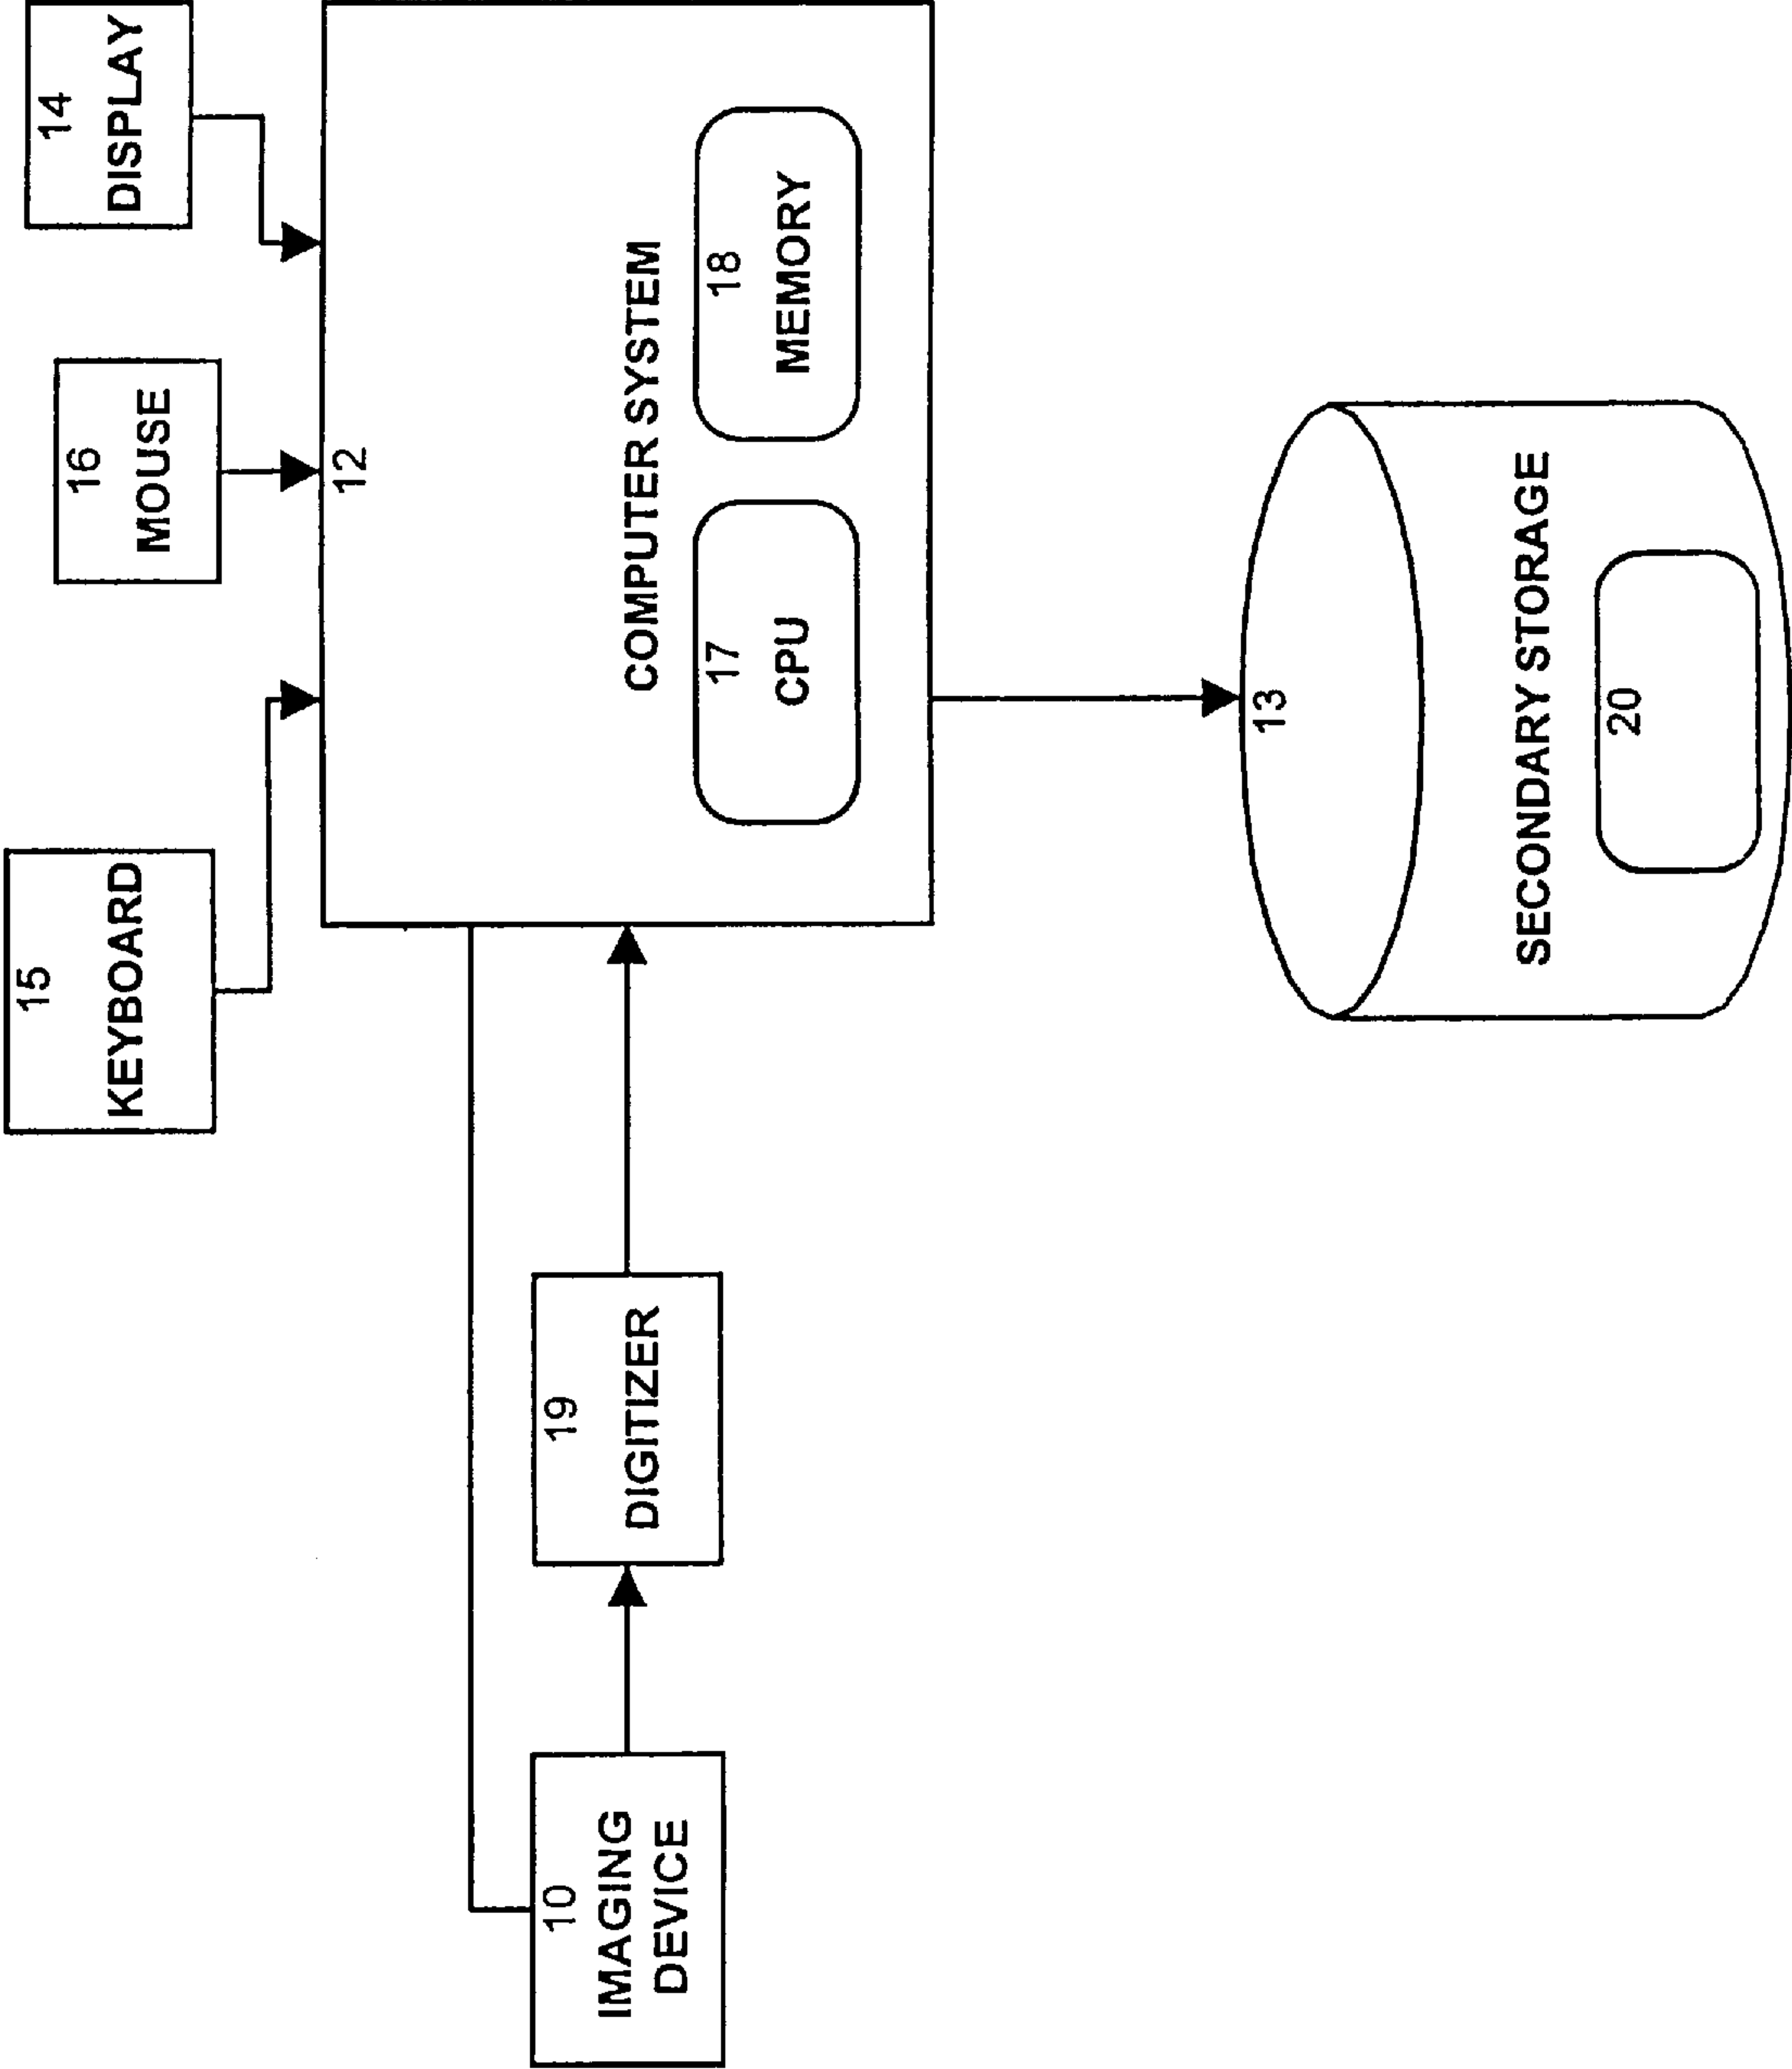 15
KEYBOARD
16
MOUSE
14
DISPLAY
12
COMPUTER SYSTEM
17
CPU
18
MEMORY
10
IMAGING
DEVICE
19
DIGITIZER
13
SECONDARY STORAGE
20